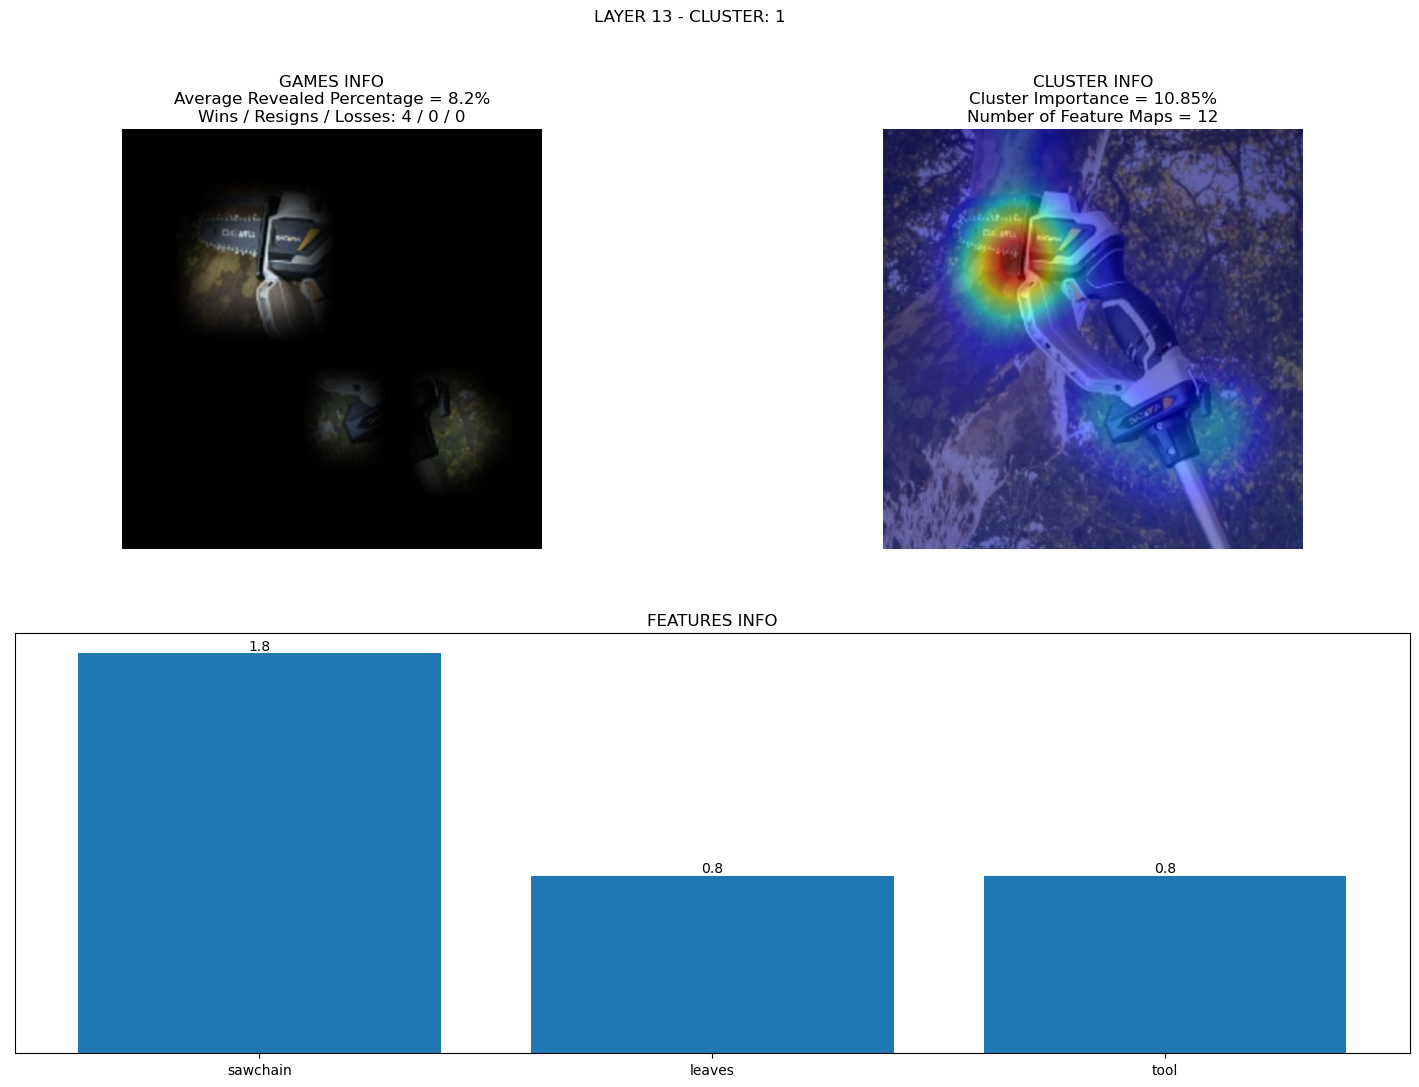 LAYER 13 - CLUSTER: 1
GAMES INFO
Average Revealed Percentage = 8.2%
Wins / Resigns / Losses: 4 / 0 / 0
CLUSTER INFO
Cluster Importance = 10.85%
Number of Feature Maps = 12
FEATURES INFO
1.8
0.8
0.8
sawchain
leaves
tool